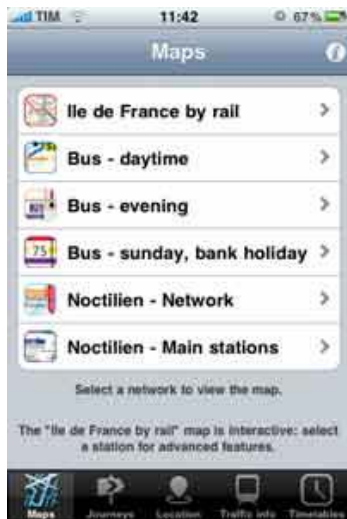 TIM 11:42 67%
Maps
Ile de France by rail
Bus - daytime
Bus - evening
75 Bus - sunday, bank holiday
Noctilien - Network
Noctilien - Main stations
Select a network to view the map.
The "Ile de France by rail" map is interactive: select
a station for advanced features.
Maps Journeys Location Traffic info Timetables